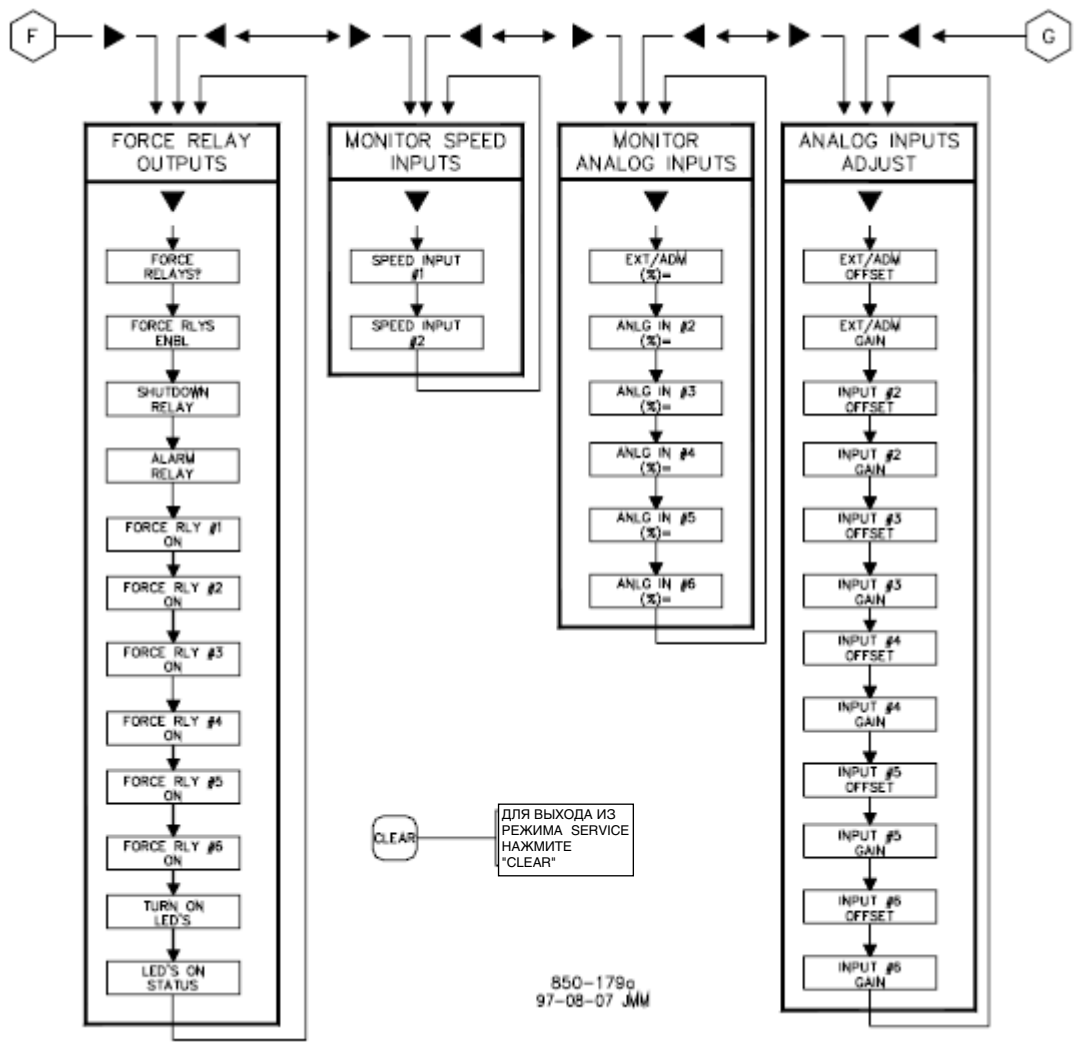 F
G
FORCE RELAY
OUTPUTS
FORCE
RELAYS?
FORCE RLYS
ENBL
SHUTDOWN
RELAY
ALARM
RELAY
FORCE RLY #1
ON
FORCE RLY #2
ON
FORCE RLY #3
ON
FORCE RLY #4
ON
FORCE RLY #5
ON
FORCE RLY #6
ON
TURN ON
LED'S
LED'S ON
STATUS
MONITOR SPEED
INPUTS
SPEED INPUT
#1
SPEED INPUT
#2
MONITOR
ANALOG INPUTS
EXT/ADM
(%)=
ANLG IN #2
(%)=
ANLG IN #3
(%)=
ANLG IN #4
(%)=
ANLG IN #5
(%)=
ANLG IN #6
(%)=
ANALOG INPUTS
ADJUST
EXT/ADM
OFFSET
EXT/ADM
GAIN
INPUT #2
OFFSET
INPUT #2
GAIN
INPUT #3
OFFSET
INPUT #3
GAIN
INPUT #4
OFFSET
INPUT #4
GAIN
INPUT #5
OFFSET
INPUT #5
GAIN
INPUT #6
OFFSET
INPUT #6
GAIN
CLEAR
ДЛЯ ВЫХОДА ИЗ
РЕЖИМА SERVICE
НАЖМИТЕ
"CLEAR"
850-179a
97-08-07 JMM